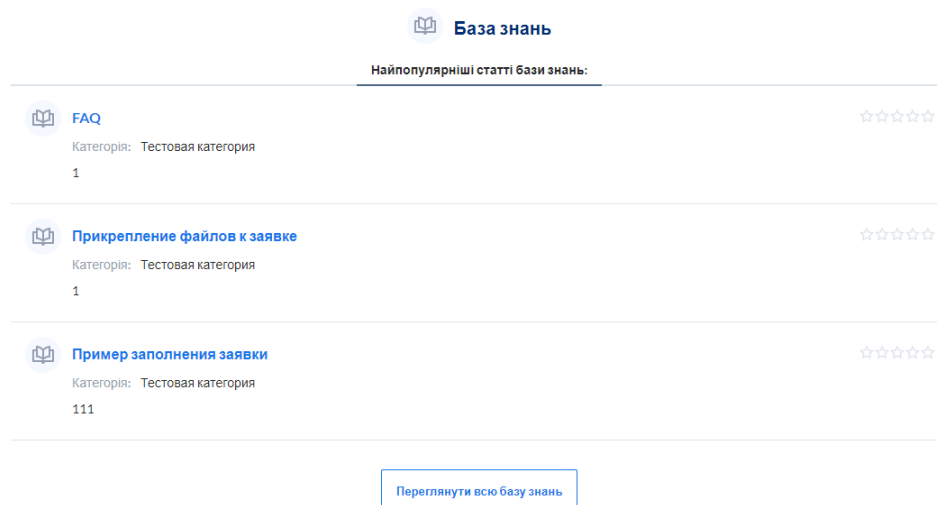 База знань
Найпопулярніші статті бази знань:
FAQ
Категорія: Тестовая категория
1
Прикрепление файлов к заявке
Категорія: Тестовая категория
1
Пример заполнения заявки
Категорія: Тестовая категория
111
Переглянути всю базу знань